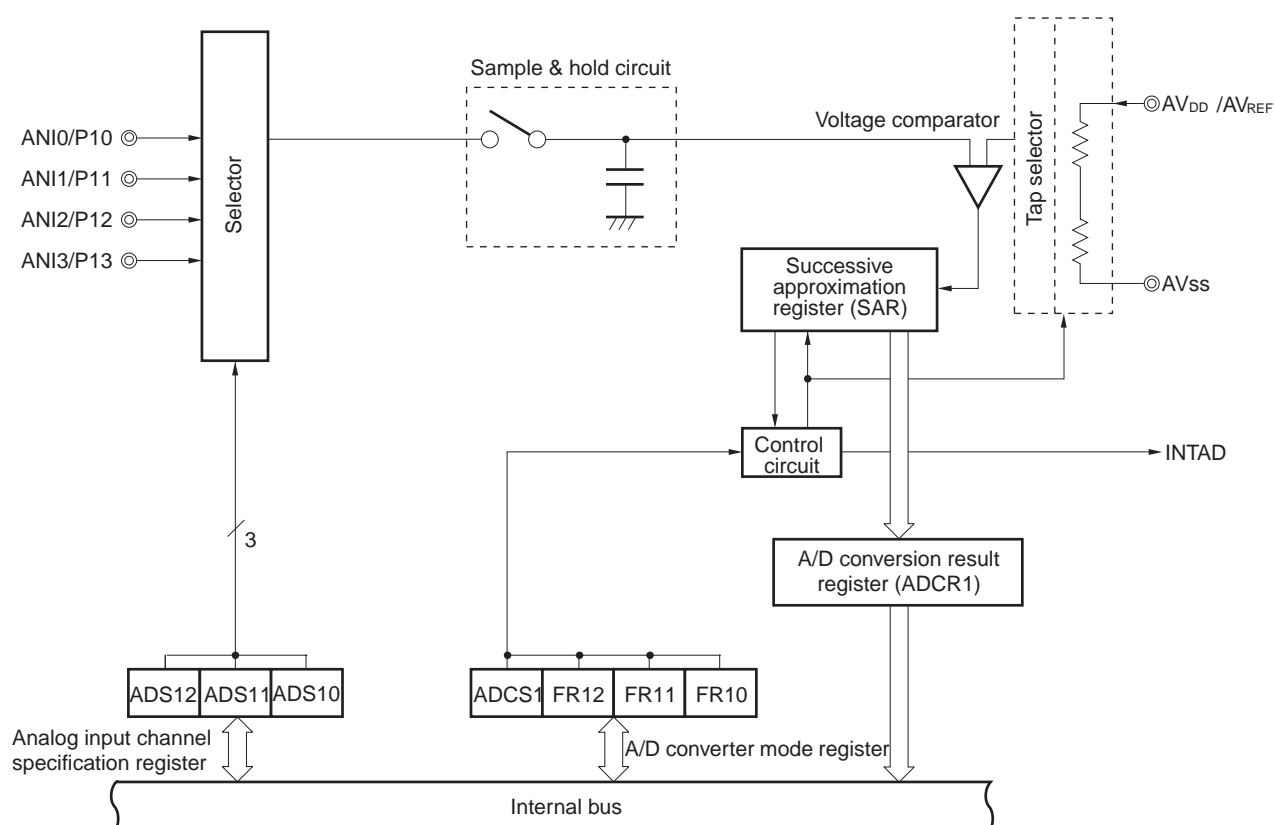 Sample & hold circuit
ANI0/P10
ANI1/P11
ANI2/P12
ANI3/P13
Selector
Voltage comparator
Tap selector
AVDD /AVREF
AVss
Successive
approximation
register (SAR)
Control
circuit
INTAD
3
A/D conversion result
register (ADCR1)
ADS12 ADS11 ADS10
ADCS1 FR12 FR11 FR10
Analog input channel
specification register
A/D converter mode register
Internal bus